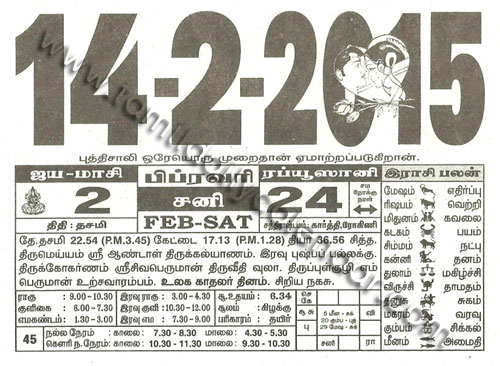 14-2-2015
www.tamildailycalendar.com
புத்திசாலி ஒரேயொரு முறைதான் ஏமாற்றப்படுகிறான்.
ஜய-மாசி பிப்ரவரி ரப்யூஸானி சம நோக்கு நாள் இராசி பலன்
2 சனி 24
திதி: தசமி FEB-SAT சந்திராஷ்டமம்: கார்த்தி,ரோகிணி
தே.தசமி 22.54 (P.M.3.45) கேட்டை 17.13 (P.M.1.28) தியா 36.56 சித்த.
திருமெய்யம் ஸ்ரீ ஆண்டாள் திருக்கல்யாணம். இரவு புஷ்பப் பல்லக்கு.
திருக்கோகர்ணம் ஸ்ரீசிவபெருமான் திருவீதி வுலா. திருப்புள்குழி எம்
பெருமான் உற்சவாரம்பம். உலக காதலர் தினம். சிறிய நகசு.
மேஷம் எதிர்ப்பு
ரிஷபம் வெற்றி
மிதுனம் கவலை
கடகம் பயம்
சிம்மம் நட்பு
கன்னி தனம்
துலாம் மகிழ்ச்சி
விருச்சி தாமதம்
தனுசு சுகம்
மகரம் வரவு
கும்பம் சிக்கல்
மீனம் அமைதி
ராகு : 9.00-10.30 இரவு ராகு : 3.00-4.30 சூ.உதயம் : 6.34
குளிகை : 6.00-7.30 இரவு குளி : 9.00-10.30 சூலம் : கிழக்கு
எமகண்டம் : 1.30-3.00 இரவு எம : 7.30-9.00 பரிகாரம் : தயிர்
45 நல்ல நேரம்: காலை: 7.30 - 8.30 மாலை: 4.30 - 5.30
கௌரி ந.நேரம்: காலை: 10.30 - 11.30 மாலை: 9.30 - 10.30
செ கே
சூ சு 5 மீன - சுக் வி
20 கும்ப - புத
29 மேஷ - சுக்
சனி ரா